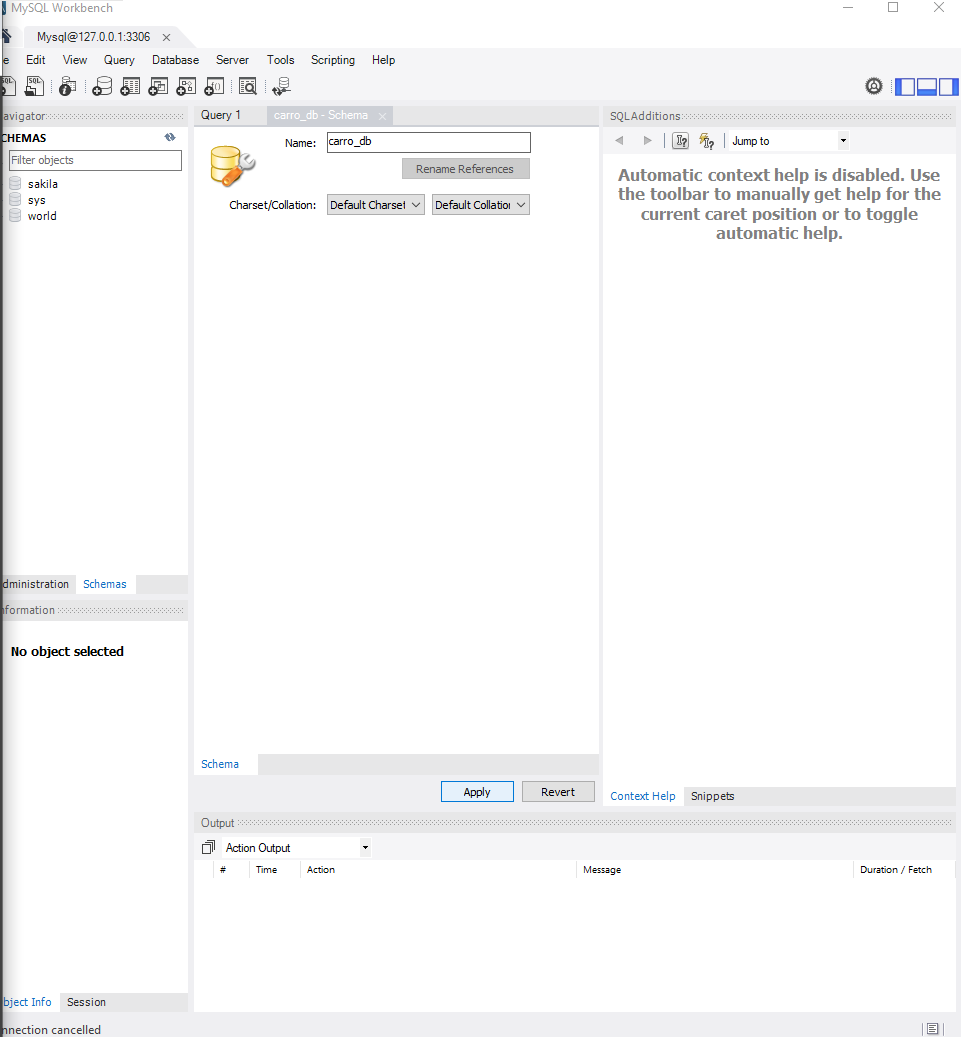 MySQL Workbench
Mysql@127.0.0.1:3306
e Edit View Query Database Server Tools Scripting Help
SQL SQL
avigator
CHEMAS
Filter objects
sakila
sys
world
dministration Schemas
nformation
No object selected
bject Info Session
Query 1 carro_db - Schema
Name: carro_db
Rename References
Charset/Collation: Default Charset Default Collation
Schema
Apply Revert
SQLAdditions
Jump to
Automatic context help is disabled. Use
the toolbar to manually get help for the
current caret position or to toggle
automatic help.
Context Help Snippets
Output
Action Output
# Time Action Message Duration / Fetch
nnection cancelled